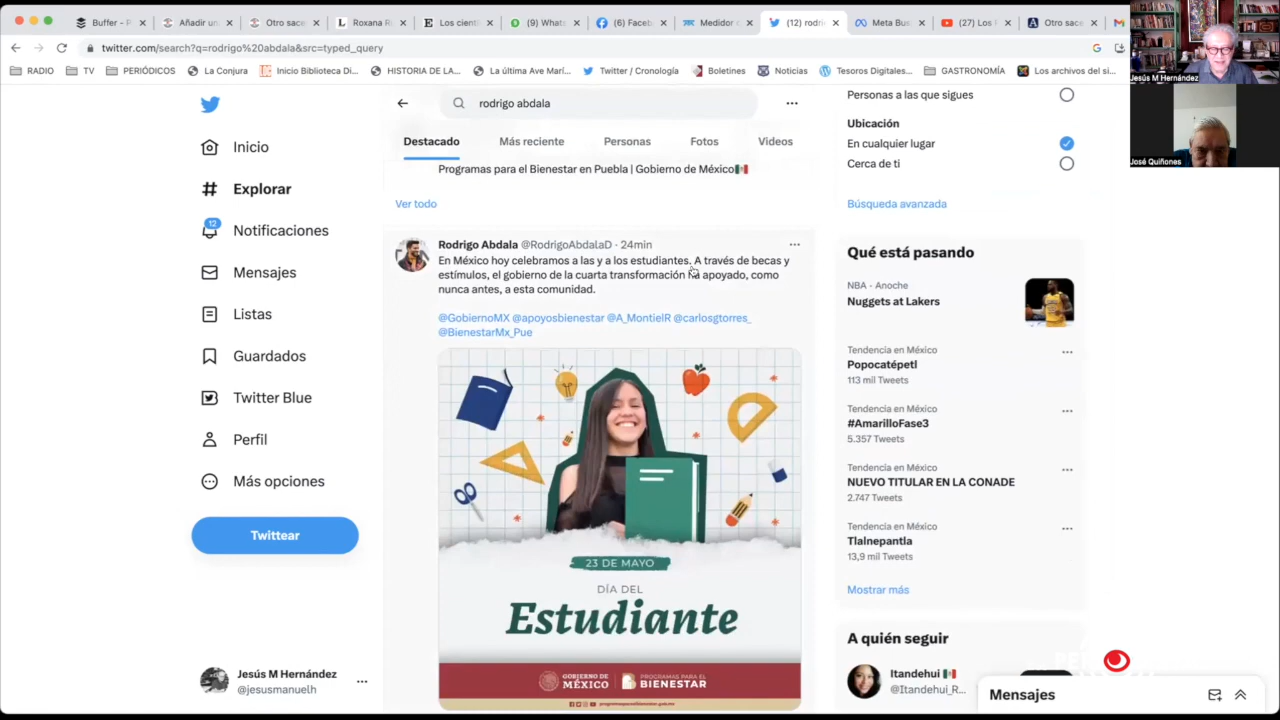 Buffer - P
Añadir un
Otro sace
Roxana R
Los cient
(9) Whats
(6) Faceb
Medidor
(12) rodri
Meta Bus
(27) Los
Otro sace
twitter.com/search?q=rodrigo%20abdala&src=typed_query
RADIO
TV
PERIÓDICOS
La Conjura
Inicio Biblioteca Di...
HISTORIA DE LA...
La última Ave Marí...
Twitter / Cronología
Boletines
Noticias
Tesoros Digitales...
GASTRONOMÍA
Los archivos del si...
Jesús M Hernández
José Quiñones
Inicio
Explorar
12
Notificaciones
Mensajes
Listas
Guardados
Twitter Blue
Perfil
Más opciones
Twittear
Jesús M Hernández
@jesusmanuelh
rodrigo abdala
Destacado
Más reciente
Personas
Fotos
Videos
Programas para el Bienestar en Puebla | Gobierno de México
Ver todo
Rodrigo Abdala @RodrigoAbdalaD · 24min
En México hoy celebramos a las y a los estudiantes. A través de becas y
estímulos, el gobierno de la cuarta transformación ha apoyado, como
nunca antes, a esta comunidad.
@GobiernoMX @apoyosbienestar @A_MontielR @carlosgtorres_
@BienestarMx_Pue
23 DE MAYO
DÍA DEL
Estudiante
GOBIERNO DE
MÉXICO
PROGRAMAS PARA EL
BIENESTAR
programasparaelbienestar.gob.mx
Personas a las que sigues
Ubicación
En cualquier lugar
Cerca de ti
Búsqueda avanzada
Qué está pasando
NBA · Anoche
Nuggets at Lakers
Tendencia en México
Popocatépetl
113 mil Tweets
Tendencia en México
#AmarilloFase3
5.357 Tweets
Tendencia en México
NUEVO TITULAR EN LA CONADE
2.747 Tweets
Tendencia en México
Tlalnepantla
13,9 mil Tweets
Mostrar más
A quién seguir
Itandehui
@Itandehui_R...
Mensajes